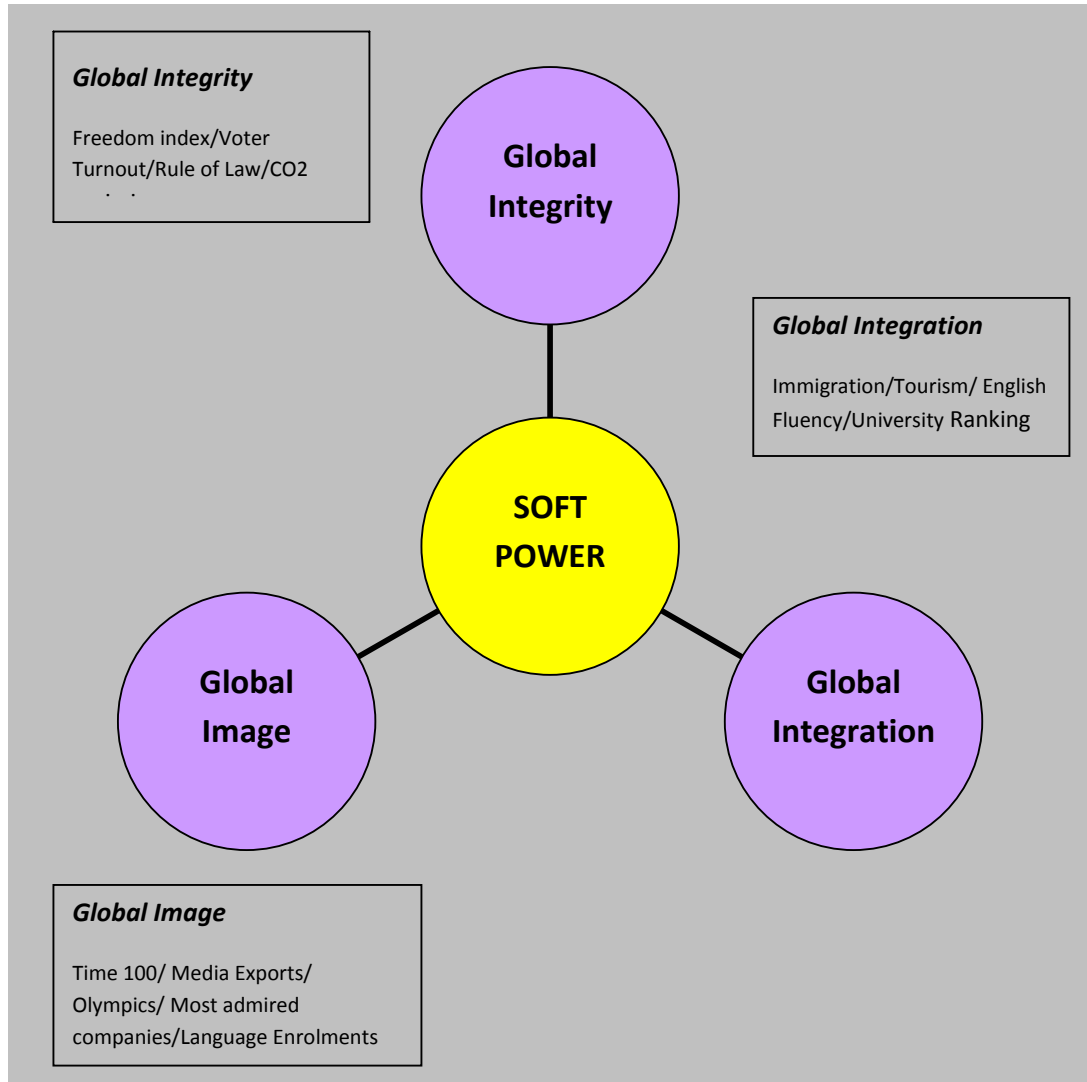 Global Integrity
Freedom index/Voter
Turnout/Rule of Law/CO2
Global
Integrity
Global Integration
Immigration/Tourism/ English
Fluency/University Ranking
SOFT
POWER
Global
Image
Global
Integration
Global Image
Time 100/ Media Exports/
Olympics/ Most admired
companies/Language Enrolments